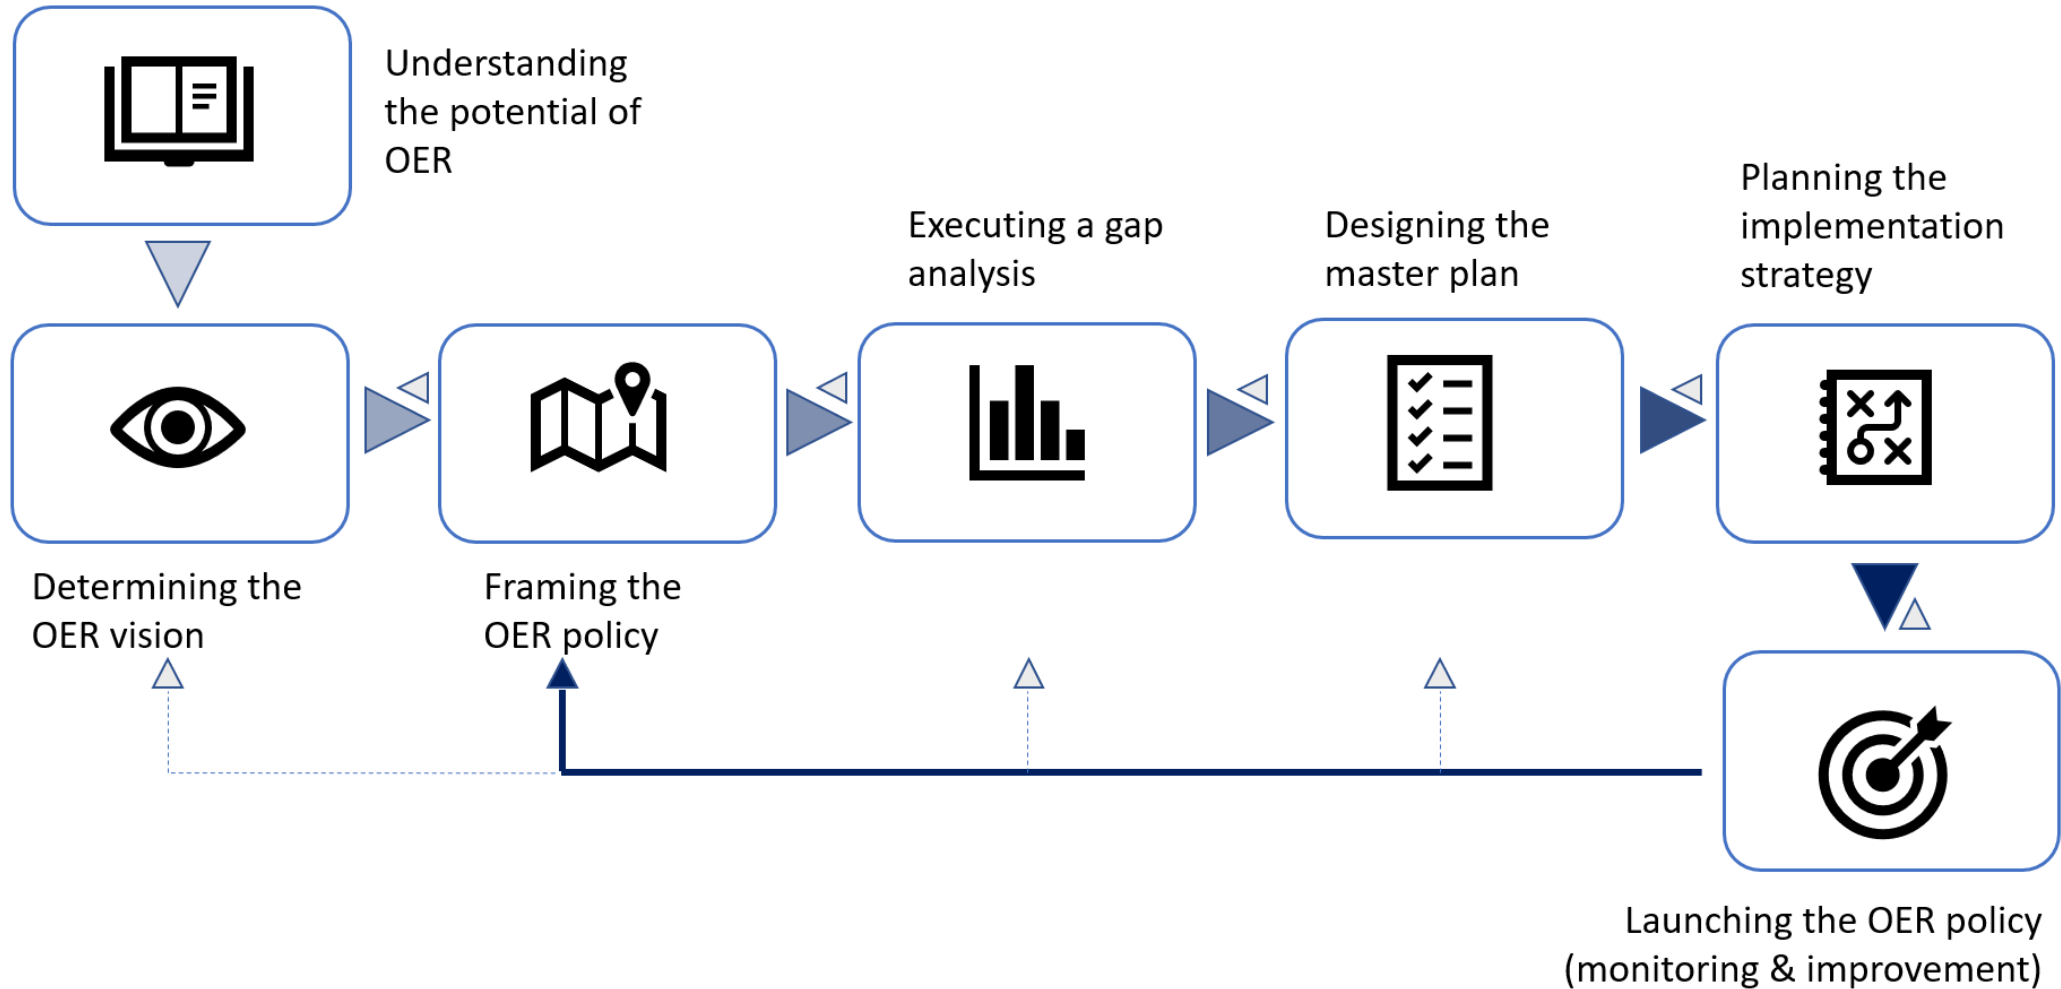 Understanding
the potential of
OER
Determining the
OER vision
Framing the
OER policy
Executing a gap
analysis
Designing the
master plan
Planning the
implementation
strategy
Launching the OER policy
(monitoring & improvement)